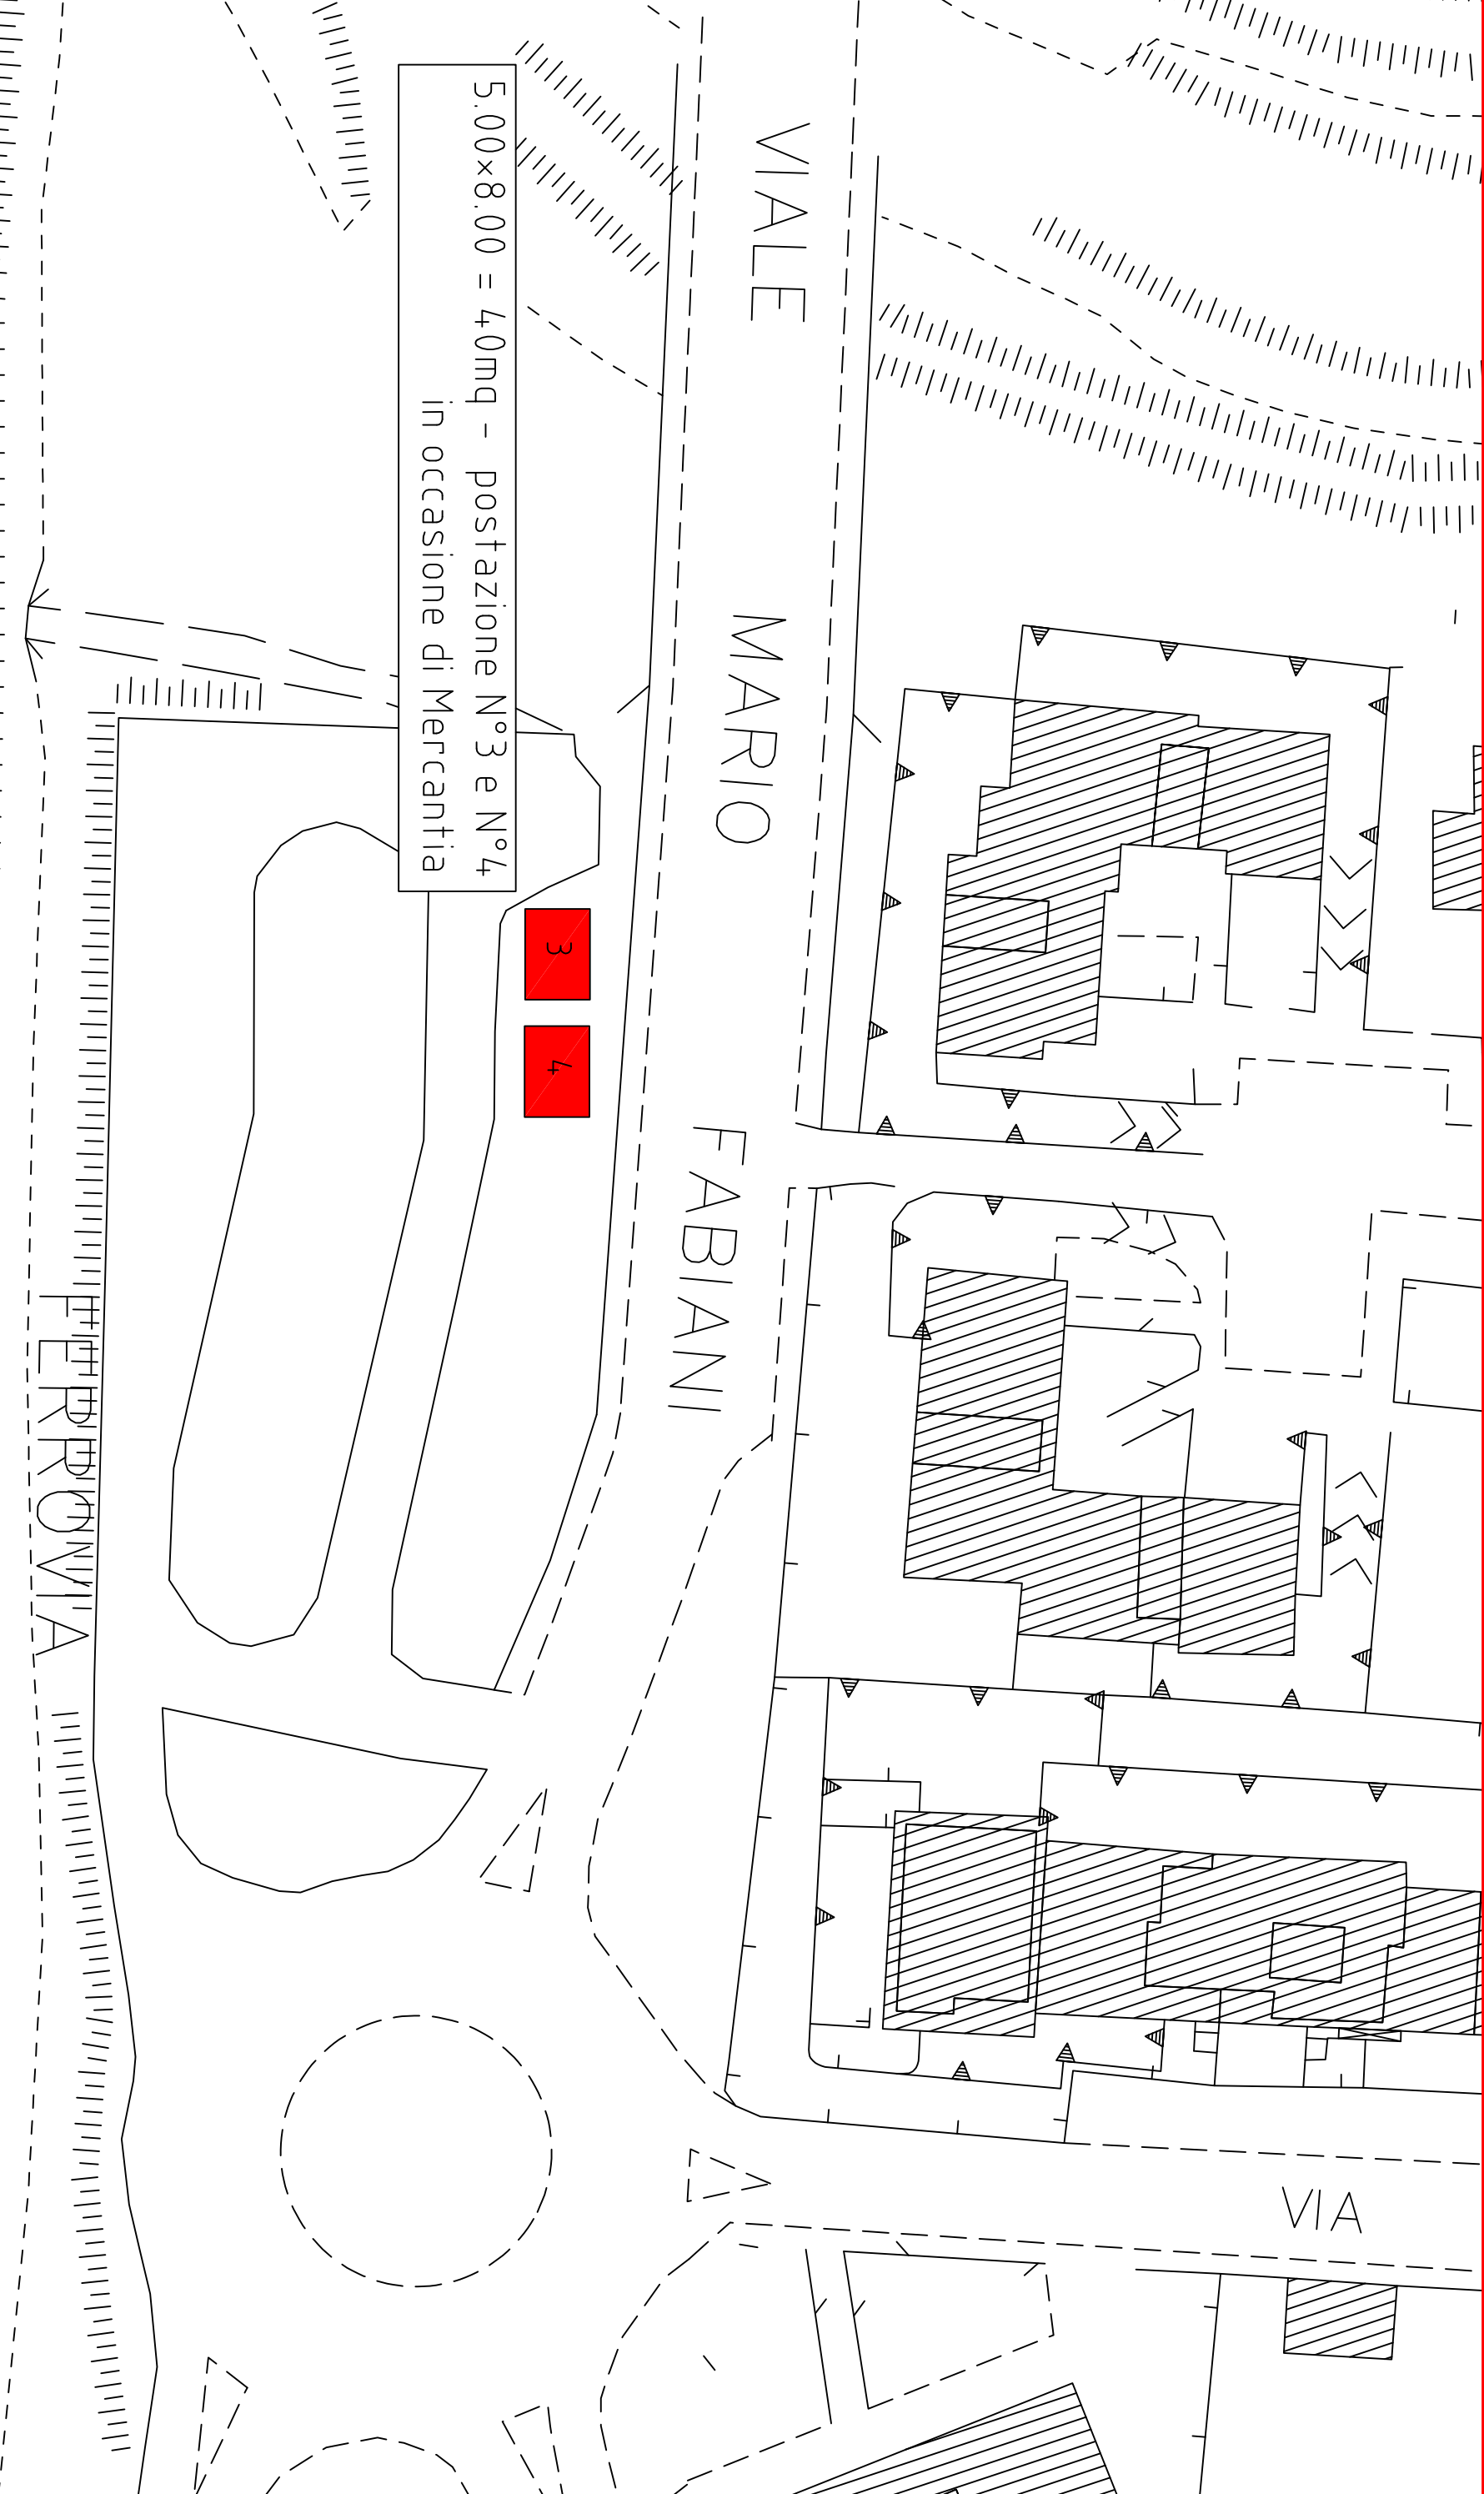 5.00×8.00 = 40mq - postazione N°3 e N°4
in occasione di Mercantia
3
4
VIALE MARIO FABIANI
FERROVIA
VIA